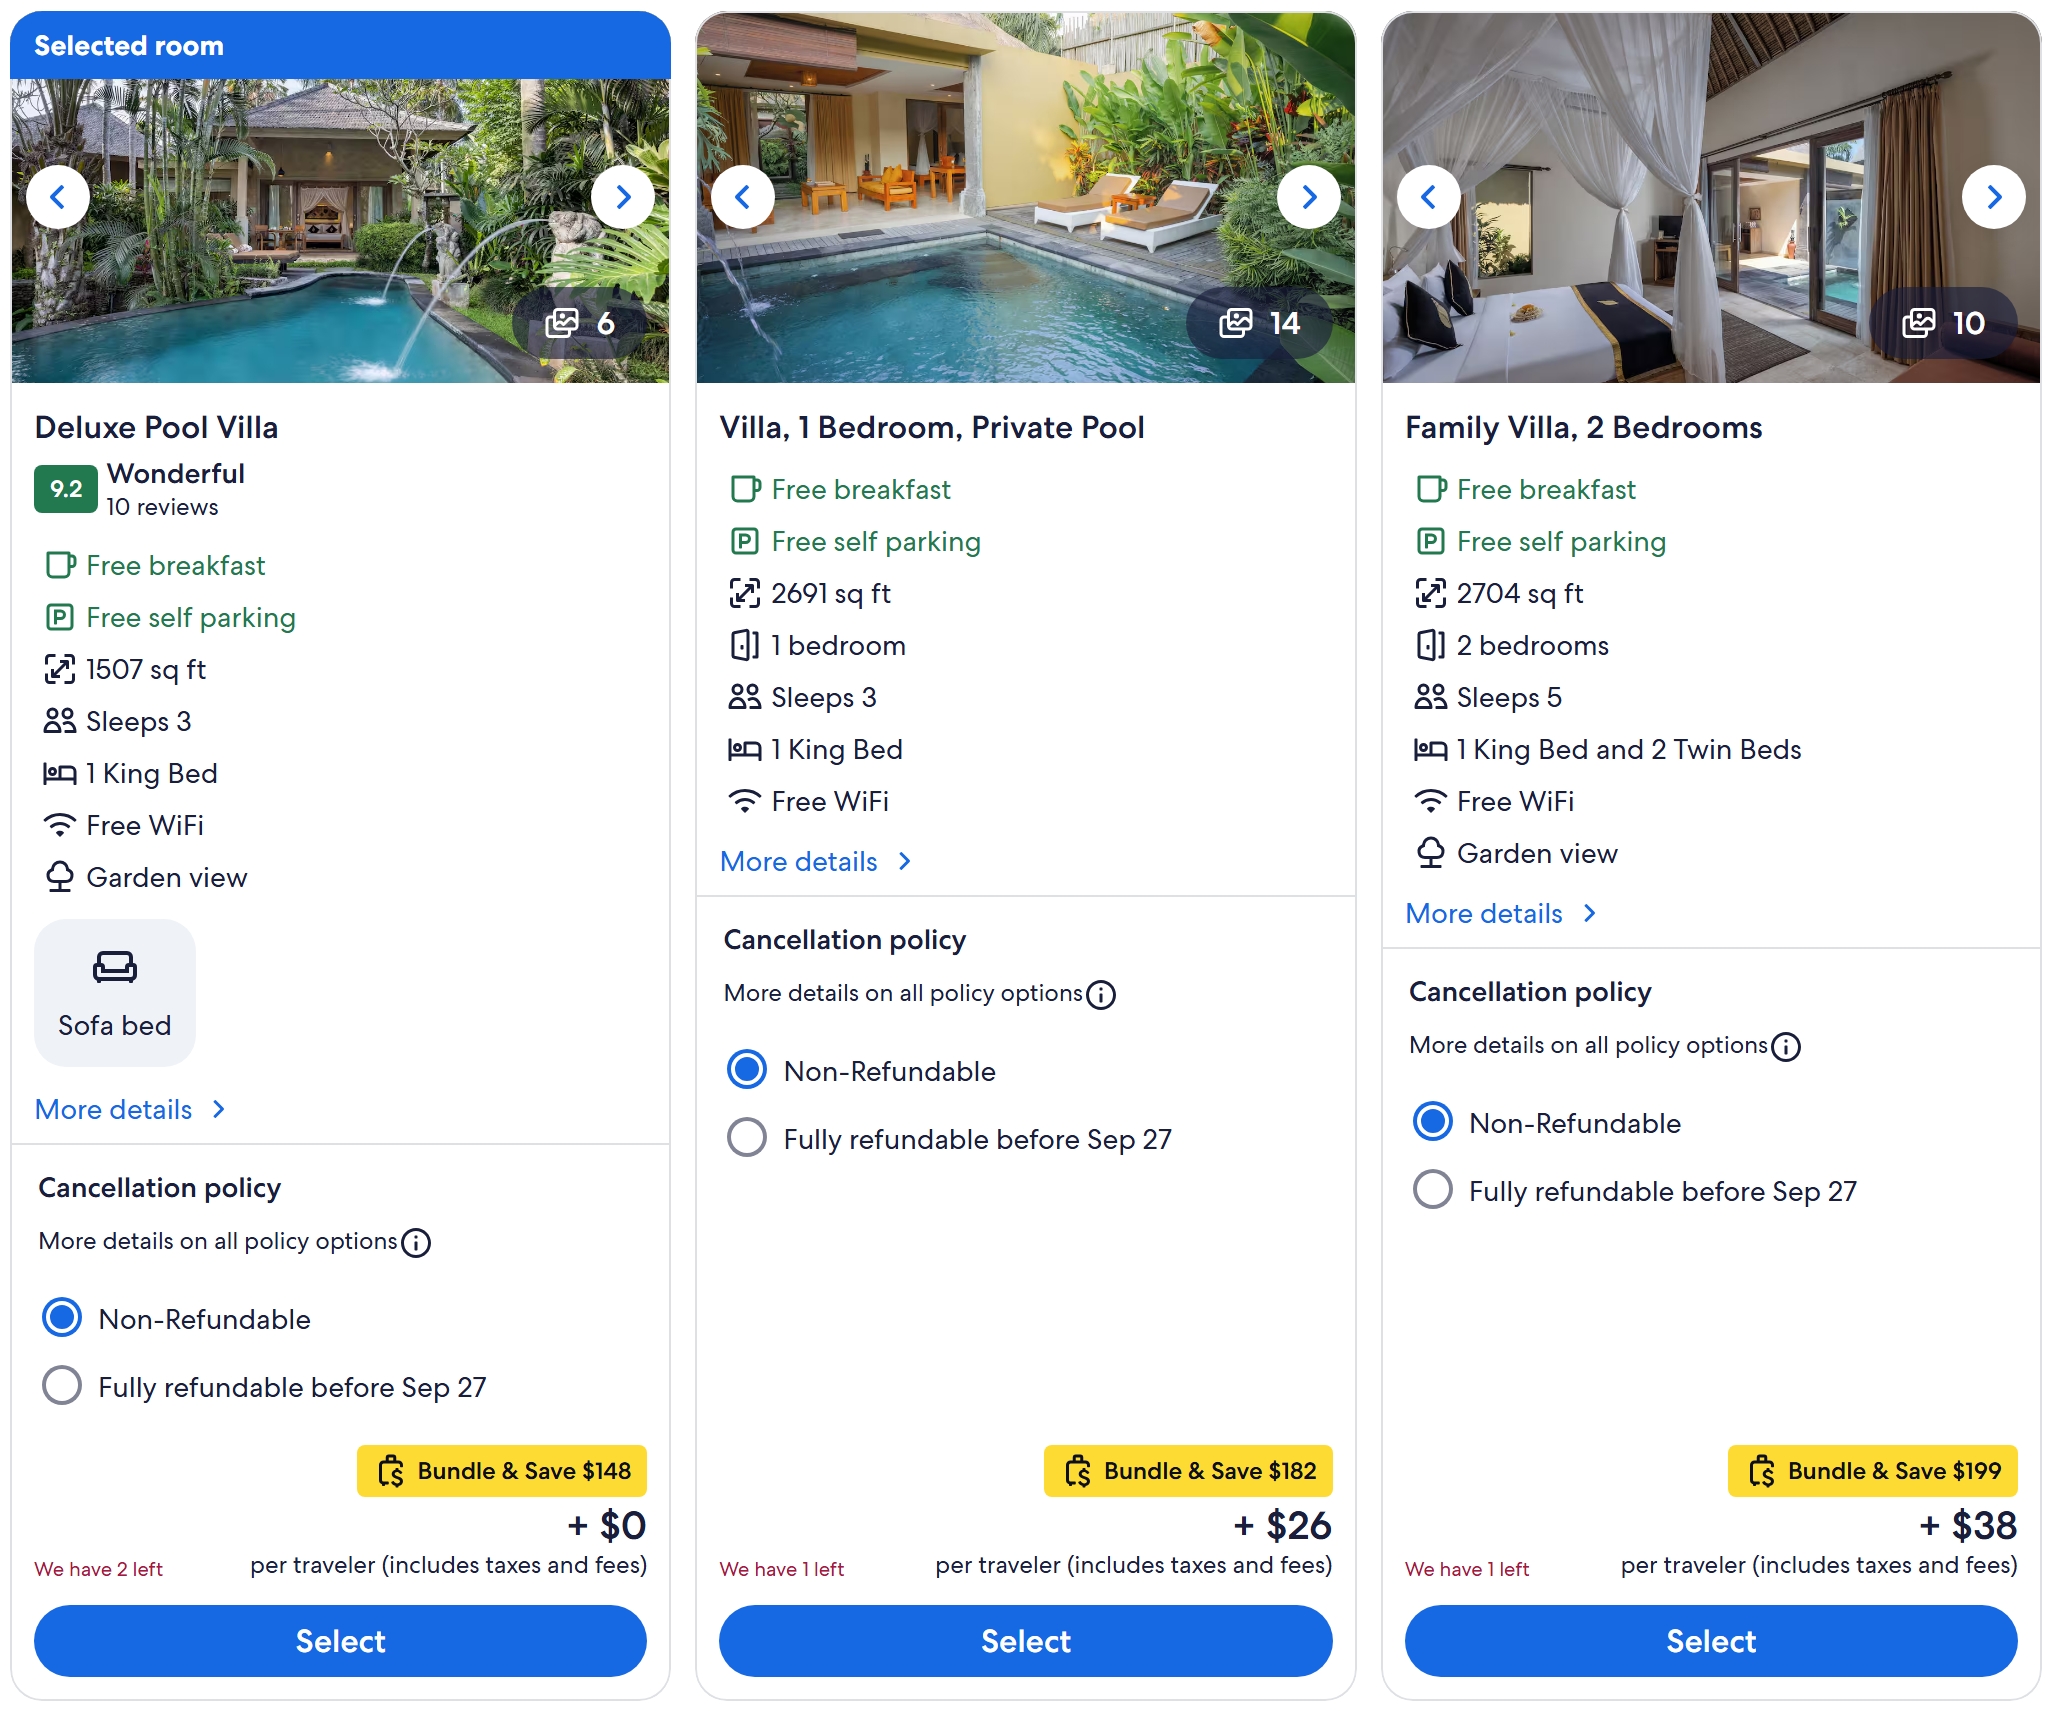 Selected room
6
Deluxe Pool Villa
9.2
Wonderful
10 reviews
Free breakfast
Free self parking
1507 sq ft
Sleeps 3
1 King Bed
Free WiFi
Garden view
Sofa bed
More details
Cancellation policy
More details on all policy options
Non-Refundable
Fully refundable before Sep 27
Bundle & Save $148
+ $0
We have 2 left
per traveler (includes taxes and fees)
Select
14
Villa, 1 Bedroom, Private Pool
Free breakfast
Free self parking
2691 sq ft
1 bedroom
Sleeps 3
1 King Bed
Free WiFi
More details
Cancellation policy
More details on all policy options
Non-Refundable
Fully refundable before Sep 27
Bundle & Save $182
+ $26
We have 1 left
per traveler (includes taxes and fees)
Select
10
Family Villa, 2 Bedrooms
Free breakfast
Free self parking
2704 sq ft
2 bedrooms
Sleeps 5
1 King Bed and 2 Twin Beds
Free WiFi
Garden view
More details
Cancellation policy
More details on all policy options
Non-Refundable
Fully refundable before Sep 27
Bundle & Save $199
+ $38
We have 1 left
per traveler (includes taxes and fees)
Select